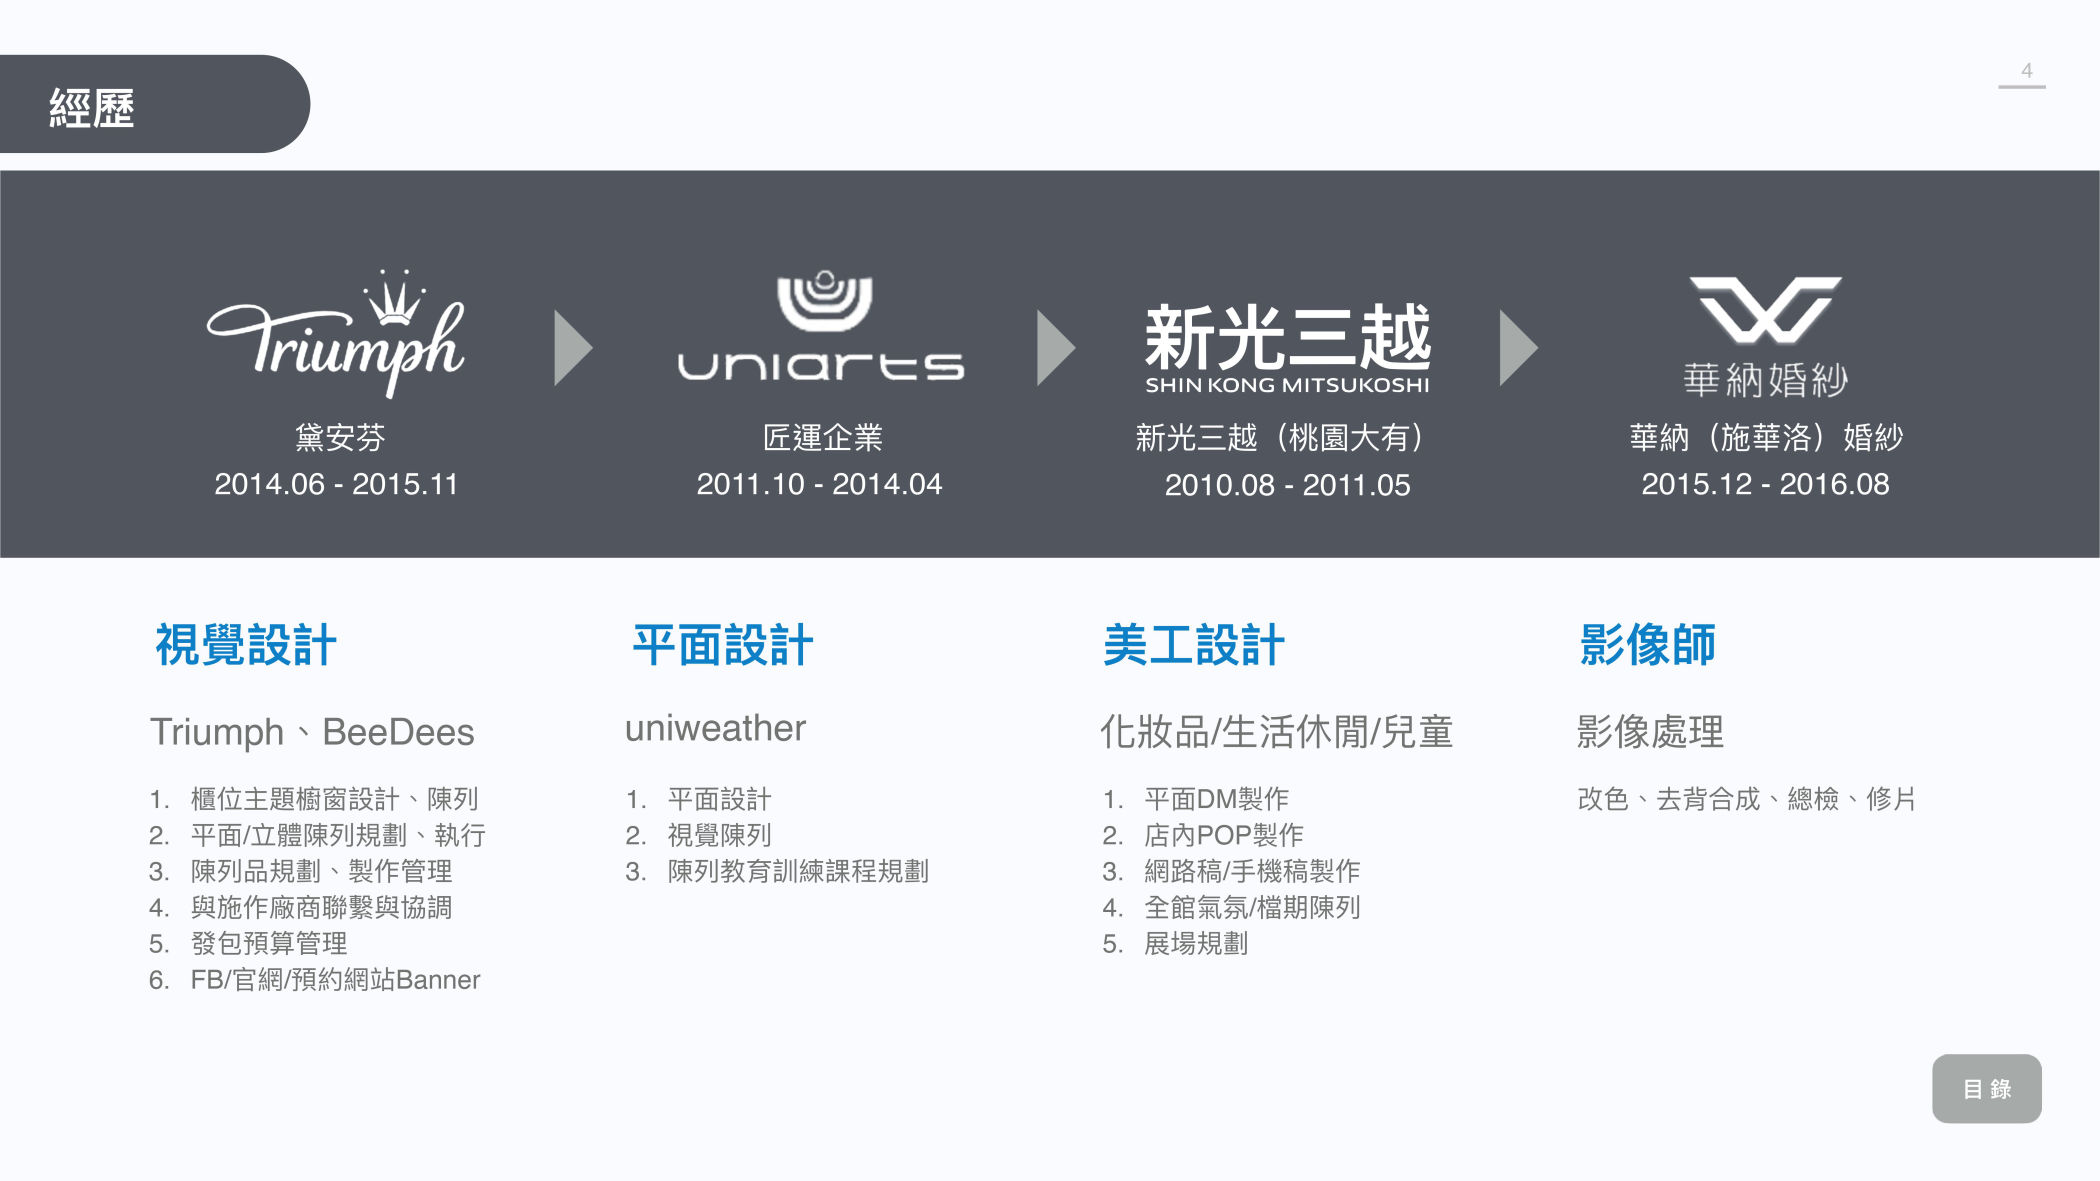 經歷
4
Triumph
黛安芬
2014.06 - 2015.11
uniarts
匠運企業
2011.10 - 2014.04
新光三越
SHIN KONG MITSUKOSHI
新光三越（桃園大有）
2010.08 - 2011.05
華納婚紗
華納（施華洛）婚紗
2015.12 - 2016.08
視覺設計
Triumph、BeeDees
1. 櫃位主題櫥窗設計、陳列
2. 平面/立體陳列規劃、執行
3. 陳列品規劃、製作管理
4. 與施作廠商聯繫與協調
5. 發包預算管理
6. FB/官網/預約網站Banner
平面設計
uniweather
1. 平面設計
2. 視覺陳列
3. 陳列教育訓練課程規劃
美工設計
化妝品/生活休閒/兒童
1. 平面DM製作
2. 店內POP製作
3. 網路稿/手機稿製作
4. 全館氣氛/檔期陳列
5. 展場規劃
影像師
影像處理
改色、去背合成、總檢、修片
目錄